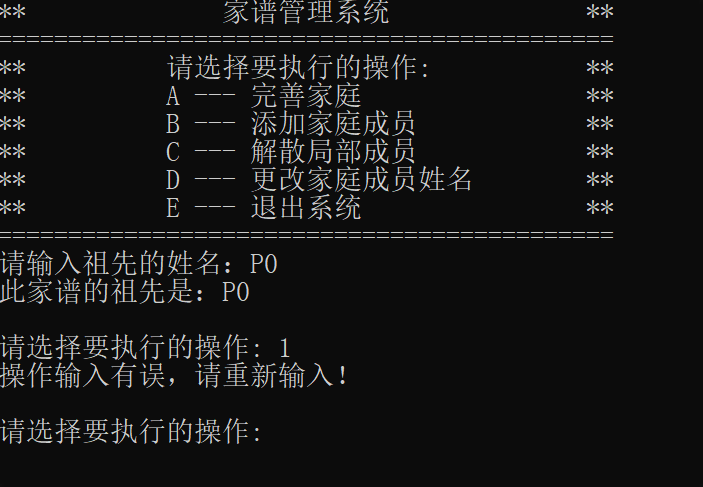 **              家谱管理系统              **
============================================
**          请选择要执行的操作:           **
**          A --- 完善家庭                **
**          B --- 添加家庭成员            **
**          C --- 解散局部成员            **
**          D --- 更改家庭成员姓名        **
**          E --- 退出系统                **
============================================
请输入祖先的姓名：P0
此家谱的祖先是：P0
请选择要执行的操作: 1
操作输入有误，请重新输入！
请选择要执行的操作: